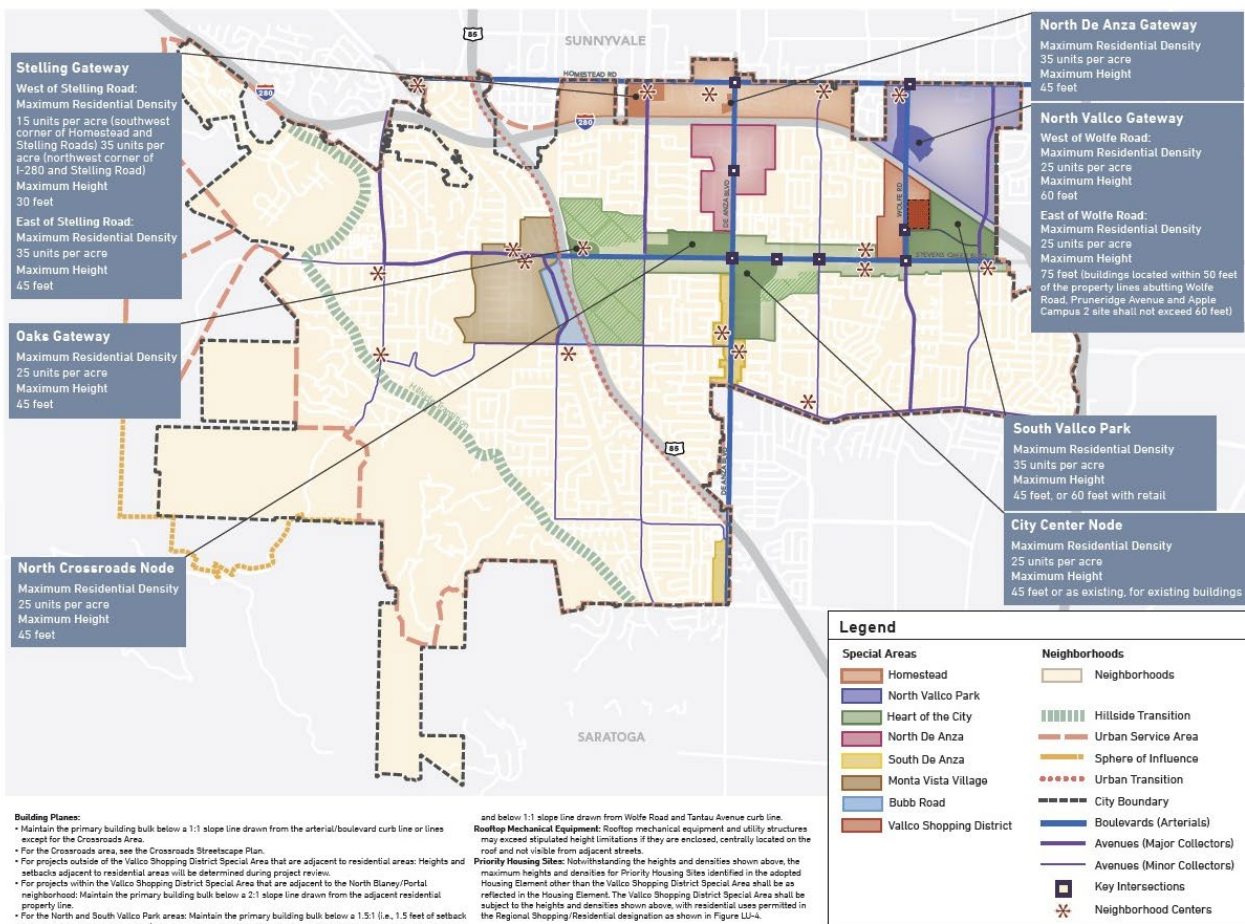 SUNNYVALE
85
HOMESTEAD RD
280
280
DE ANZA BLVD
WOLFE RD
STEVENS CREEK BLVD
85
DE ANZA BLVD
SARATOGA
Stelling Gateway
West of Stelling Road:
Maximum Residential Density
15 units per acre (southwest
corner of Homestead and
Stelling Roads) 35 units per
acre (northwest corner of
I-280 and Stelling Road)
Maximum Height
30 feet
East of Stelling Road:
Maximum Residential Density
35 units per acre
Maximum Height
45 feet
Oaks Gateway
Maximum Residential Density
25 units per acre
Maximum Height
45 feet
North Crossroads Node
Maximum Residential Density
25 units per acre
Maximum Height
45 feet
North De Anza Gateway
Maximum Residential Density
35 units per acre
Maximum Height
45 feet
North Vallco Gateway
West of Wolfe Road:
Maximum Residential Density
25 units per acre
Maximum Height
60 feet
East of Wolfe Road:
Maximum Residential Density
25 units per acre
Maximum Height
75 feet (buildings located within 50 feet
of the property lines abutting Wolfe
Road, Pruneridge Avenue and Apple
Campus 2 site shall not exceed 60 feet)
South Vallco Park
Maximum Residential Density
35 units per acre
Maximum Height
45 feet, or 60 feet with retail
City Center Node
Maximum Residential Density
25 units per acre
Maximum Height
45 feet or as existing, for existing buildings
Legend
Special Areas
Homestead
North Vallco Park
Heart of the City
North De Anza
South De Anza
Monta Vista Village
Bubb Road
Vallco Shopping District
Neighborhoods
Neighborhoods
Hillside Transition
Urban Service Area
Sphere of Influence
Urban Transition
City Boundary
Boulevards (Arterials)
Avenues (Major Collectors)
Avenues (Minor Collectors)
Key Intersections
Neighborhood Centers
Building Planes:
• Maintain the primary building bulk below a 1:1 slope line drawn from the arterial/boulevard curb line or lines
except for the Crossroads Area.
• For the Crossroads area, see the Crossroads Streetscape Plan.
• For projects outside of the Vallco Shopping District Special Area that are adjacent to residential areas: Heights and
setbacks adjacent to residential areas will be determined during project review.
• For projects within the Vallco Shopping District Special Area that are adjacent to the North Blaney/Portal
neighborhood: Maintain the primary building bulk below a 2:1 slope line drawn from the adjacent residential
property line.
• For the North and South Vallco Park areas: Maintain the primary building bulk below a 1.5:1 (i.e., 1.5 feet of setback
and below 1:1 slope line drawn from Wolfe Road and Tantau Avenue curb line.
Rooftop Mechanical Equipment: Rooftop mechanical equipment and utility structures
may exceed stipulated height limitations if they are enclosed, centrally located on the
roof and not visible from adjacent streets.
Priority Housing Sites: Notwithstanding the heights and densities shown above, the
maximum heights and densities for Priority Housing Sites identified in the adopted
Housing Element other than the Vallco Shopping District Special Area shall be as
reflected in the Housing Element. The Vallco Shopping District Special Area shall be
subject to the heights and densities shown above, with residential uses permitted in
the Regional Shopping/Residential designation as shown in Figure LU-4.